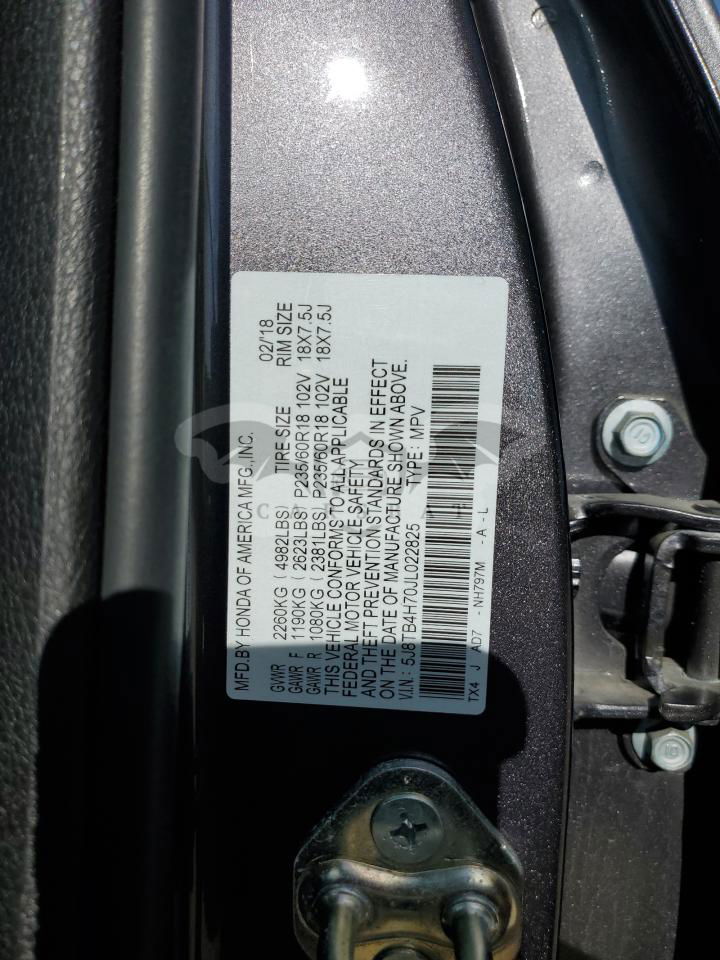 MFD.BY HONDA OF AMERICA MFG.,INC. 02/'18
GVWR 2260KG ( 4982LBS) TIRE SIZE RIM SIZE
GAWR F 1190KG ( 2623LBS) P235/60R18 102V 18X7.5J
GAWR R 1080KG ( 2381LBS) P235/60R18 102V 18X7.5J
THIS VEHICLE CONFORMS TO ALL APPLICABLE
FEDERAL MOTOR VEHICLE SAFETY
AND THEFT PREVENTION STANDARDS IN EFFECT
ON THE DATE OF MANUFACTURE SHOWN ABOVE.
V.I.N.: 5J8TB4H70JL022825 TYPE: MPV
TX4 J AD7 - NH797M - A - L
10
10